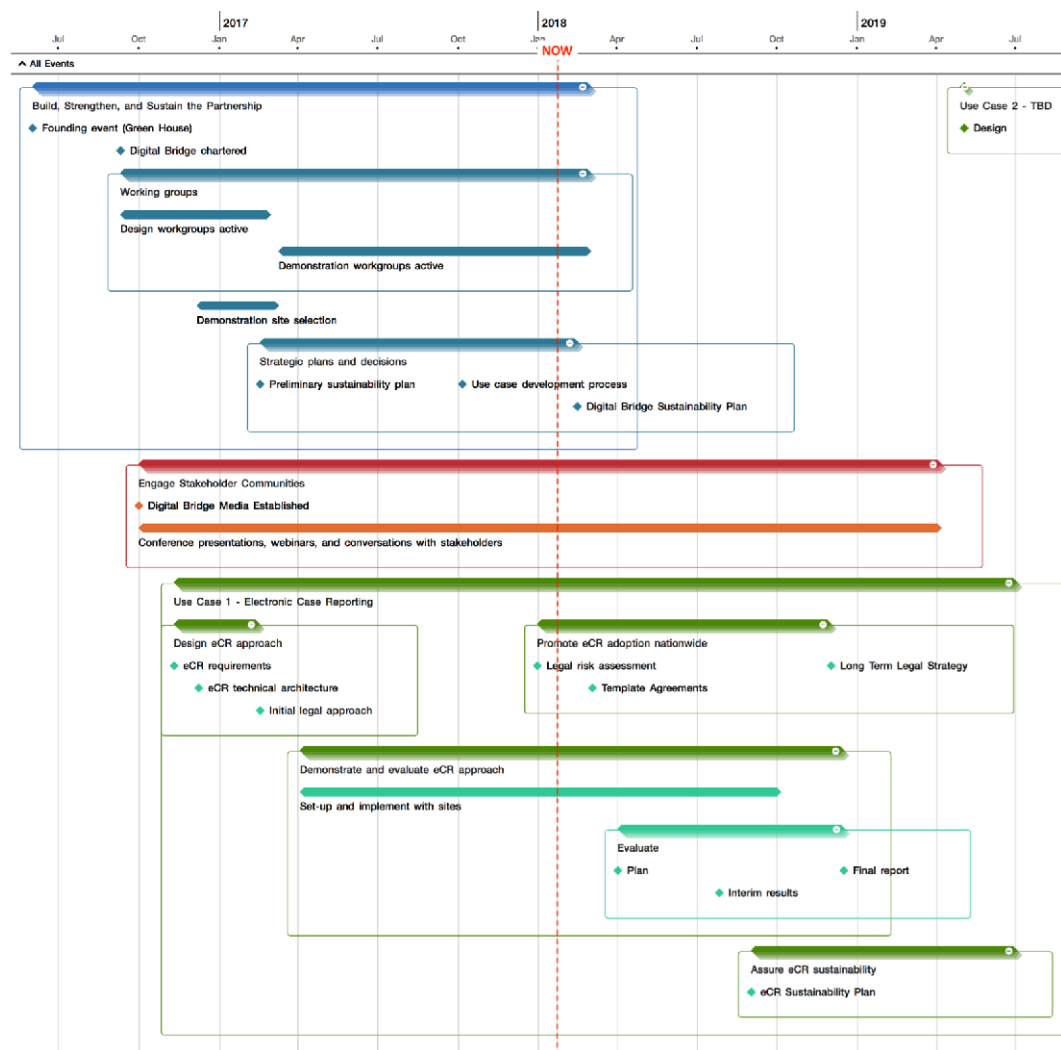 2017 2018 2019
Jul Oct Jan Apr Jul Oct Jan Apr Jul Oct Jan Apr Jul
NOW
All Events
Build, Strengthen, and Sustain the Partnership
Use Case 2 - TBD
Founding event (Green House)
Design
Digital Bridge chartered
Working groups
Design workgroups active
Demonstration workgroups active
Demonstration site selection
Strategic plans and decisions
Preliminary sustainability plan
Use case development process
Digital Bridge Sustainability Plan
Engage Stakeholder Communities
Digital Bridge Media Established
Conference presentations, webinars, and conversations with stakeholders
Use Case 1 - Electronic Case Reporting
Design eCR approach
Promote eCR adoption nationwide
eCR requirements
Legal risk assessment
Long Term Legal Strategy
eCR technical architecture
Template Agreements
Initial legal approach
Demonstrate and evaluate eCR approach
Set-up and implement with sites
Evaluate
Plan
Final report
Interim results
Assure eCR sustainability
eCR Sustainability Plan